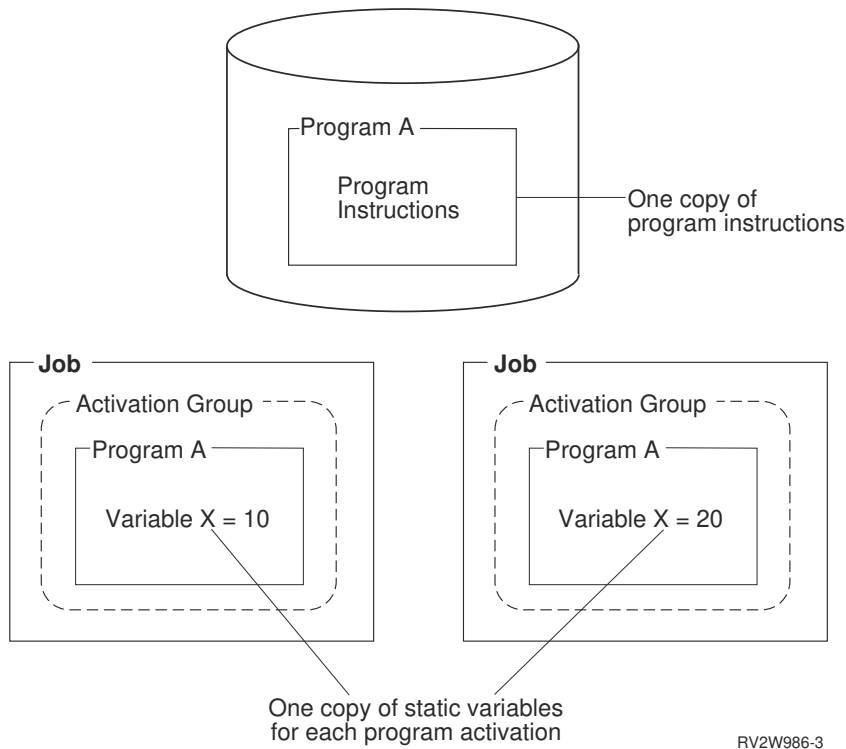 Program A
Program
Instructions
One copy of
program instructions
Job
Activation Group
Program A
Variable X = 10
Job
Activation Group
Program A
Variable X = 20
One copy of static variables
for each program activation
RV2W986-3